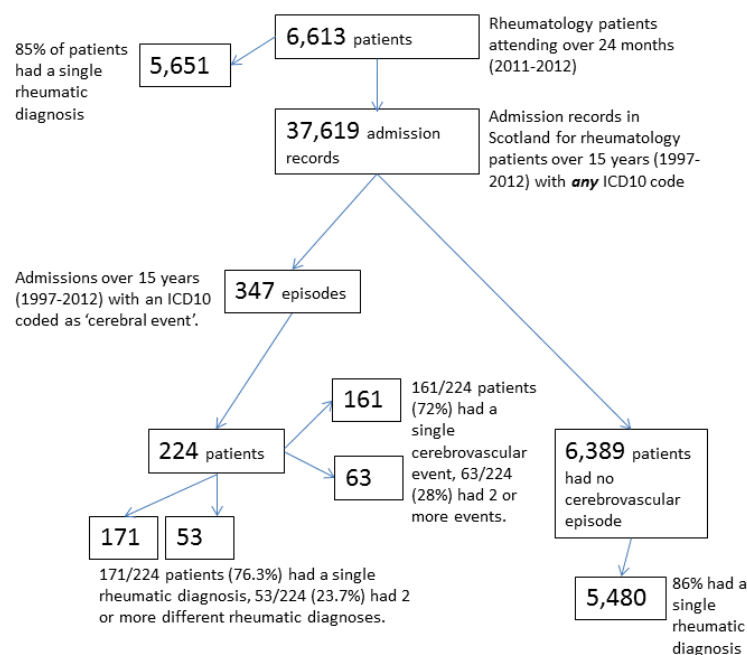 85% of patients
had a single
rheumatic
diagnosis
5,651
6,613 patients
Rheumatology patients
attending over 24 months
(2011-2012)
37,619 admission
records
Admission records in
Scotland for rheumatology
patients over 15 years (1997-
2012) with any ICD10 code
Admissions over 15 years
(1997-2012) with an ICD10
coded as ‘cerebral event’.
347 episodes
224 patients
161
63
161/224 patients
(72%) had a
single
cerebrovascular
event, 63/224
(28%) had 2 or
more events.
6,389 patients
had no
cerebrovascular
episode
171
53
171/224 patients (76.3%) had a single
rheumatic diagnosis, 53/224 (23.7%) had 2
or more different rheumatic diagnoses.
5,480
86% had a
single
rheumatic
diagnosis